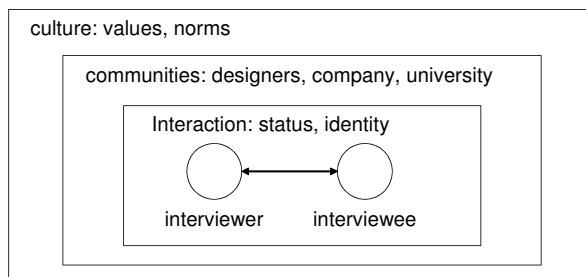 culture: values, norms
communities: designers, company, university
Interaction: status, identity
interviewer interviewee